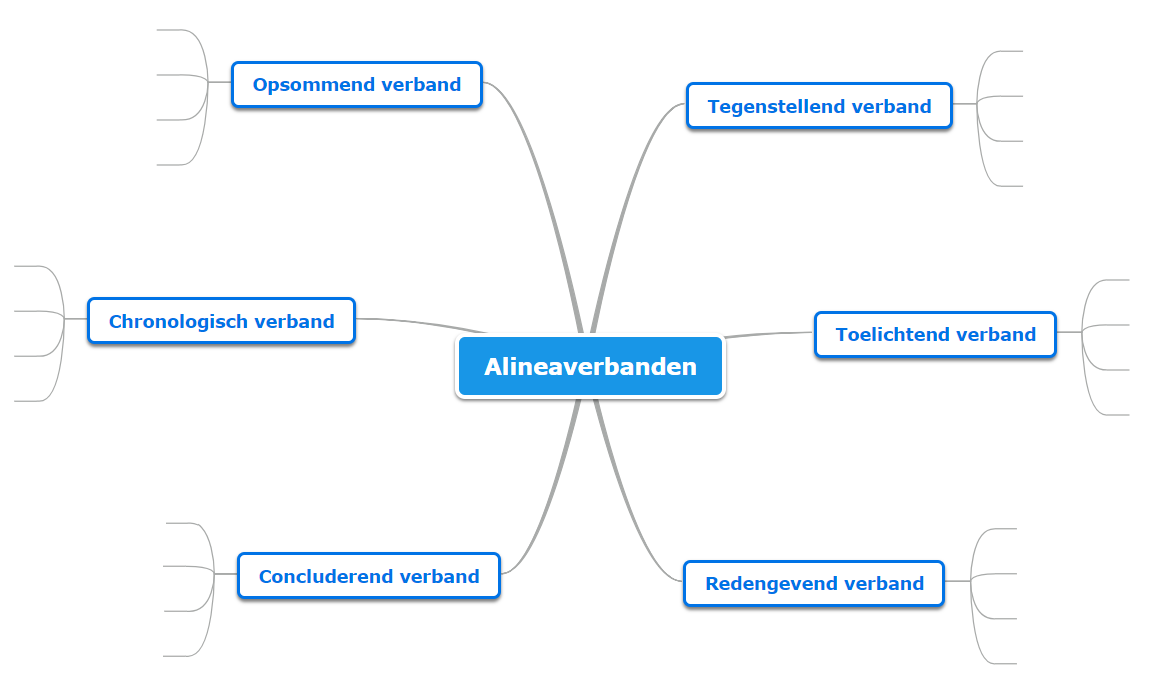 Opsommend verband
Tegenstellend verband
Chronologisch verband
Toelichtend verband
Alineaverbanden
Concluderend verband
Redengevend verband